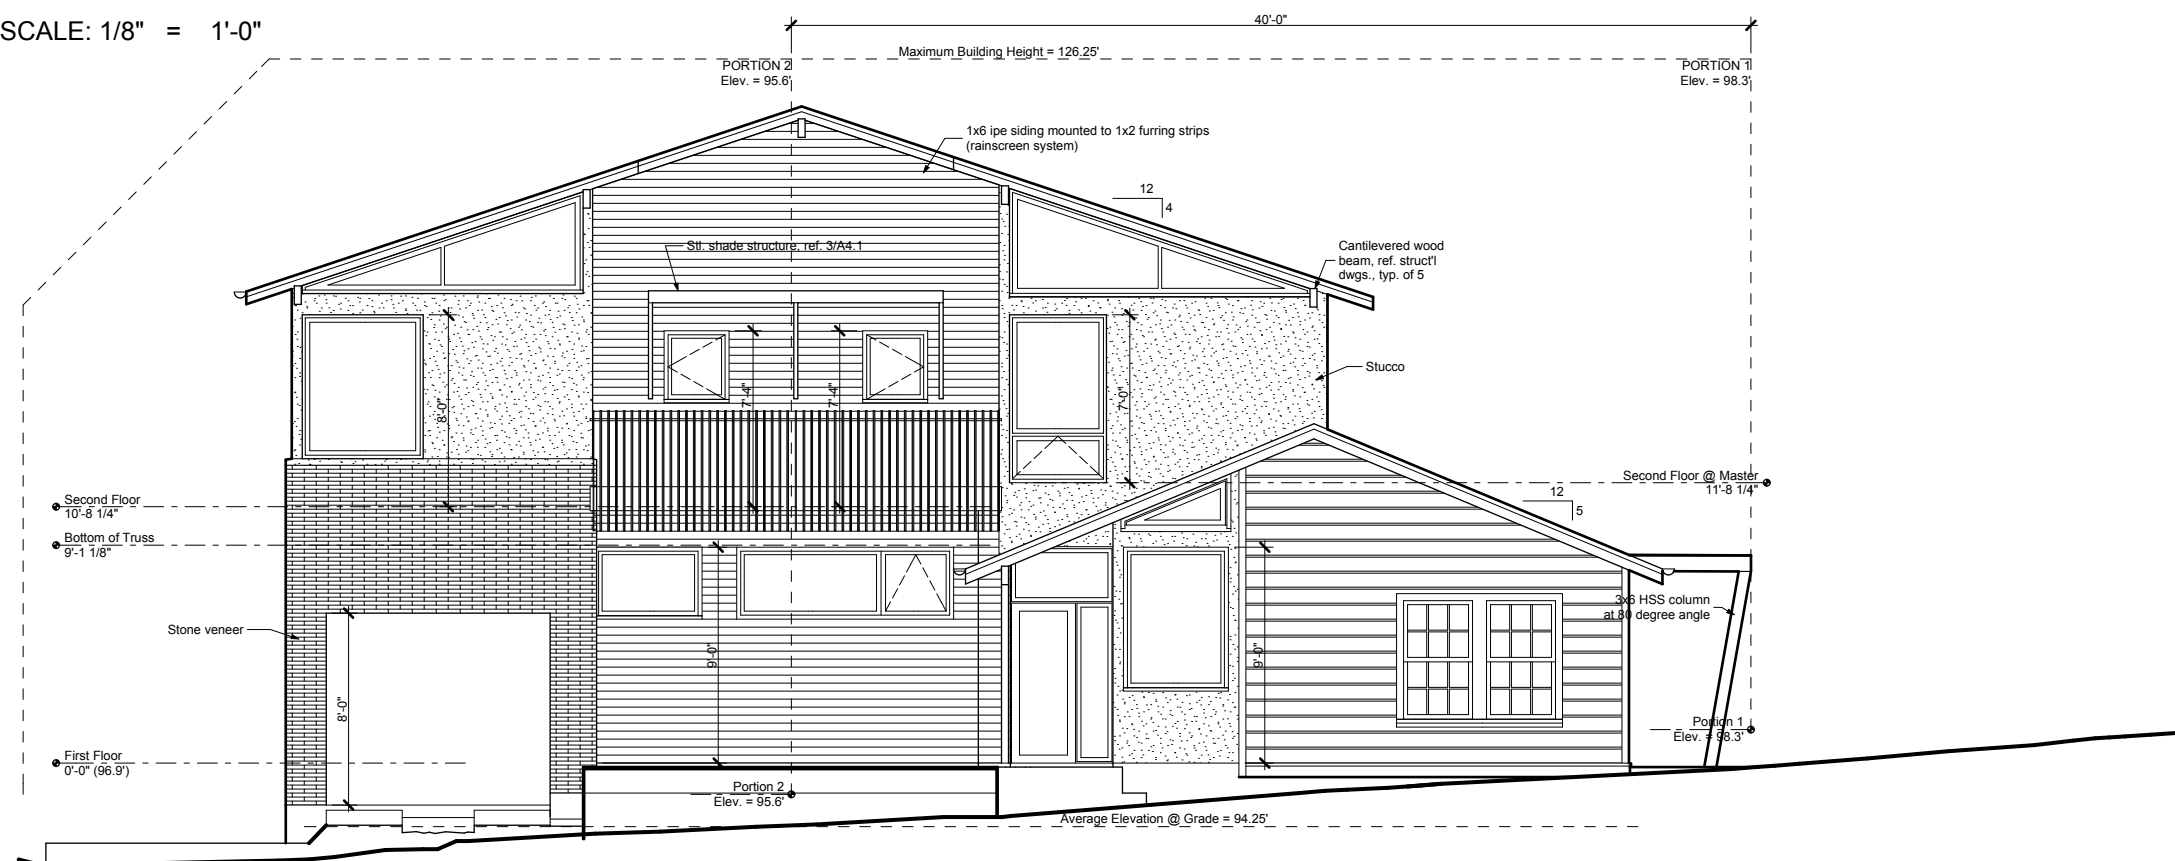 SCALE: 1/8" = 1'-0"
40'-0"
Maximum Building Height = 126.25'
PORTION 2
Elev. = 95.6'
PORTION 1
Elev. = 98.3'
1x6 ipe siding mounted to 1x2 furring strips
(rainscreen system)
12
4
Stl. shade structure, ref. 3/A4.1
Cantilevered wood
beam, ref. struct'l
dwgs., typ. of 5
Stucco
8'-0"
7'-4"
7'-4"
7'-0"
Second Floor @ Master
11'-8 1/4"
Second Floor
10'-8 1/4"
12
5
Bottom of Truss
9'-1 1/8"
3x6 HSS column
at 80 degree angle
Stone veneer
9'-0"
9'-0"
8'-0"
Portion 1
Elev. = 98.3'
First Floor
0'-0" (96.9')
Portion 2
Elev. = 95.6'
Average Elevation @ Grade = 94.25'